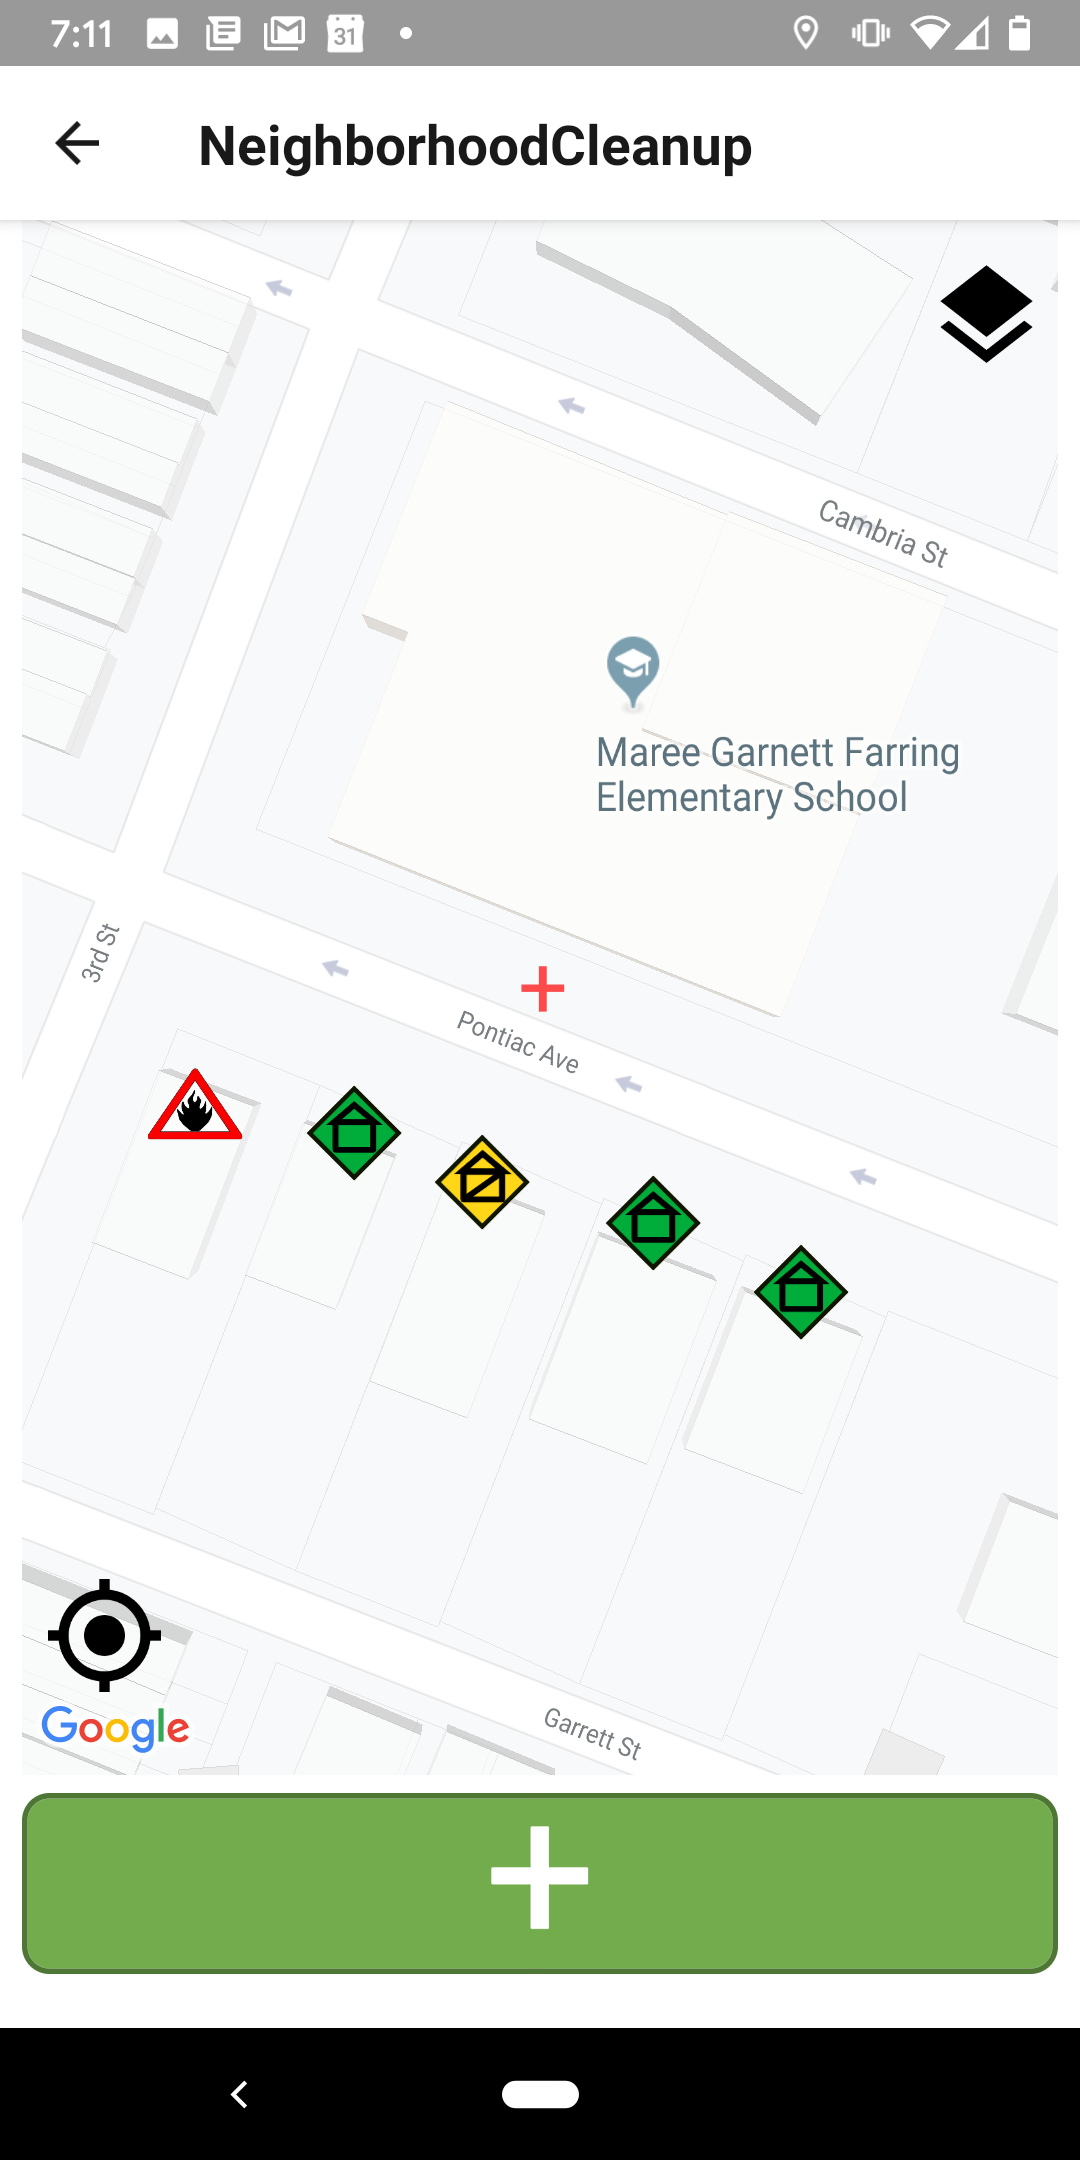 7:11
31
NeighborhoodCleanup
Cambria St
Maree Garnett Farring
Elementary School
3rd St
Pontiac Ave
Garrett St
Google